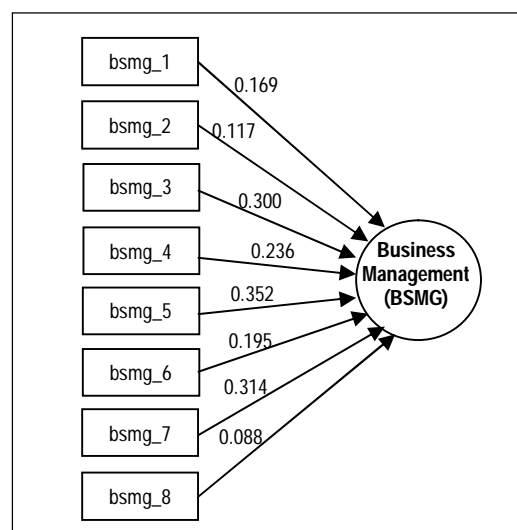 bsmg_1
0.169
bsmg_2
0.117
bsmg_3
0.300
bsmg_4
0.236
Business
Management
(BSMG)
bsmg_5
0.352
bsmg_6
0.195
bsmg_7
0.314
bsmg_8
0.088